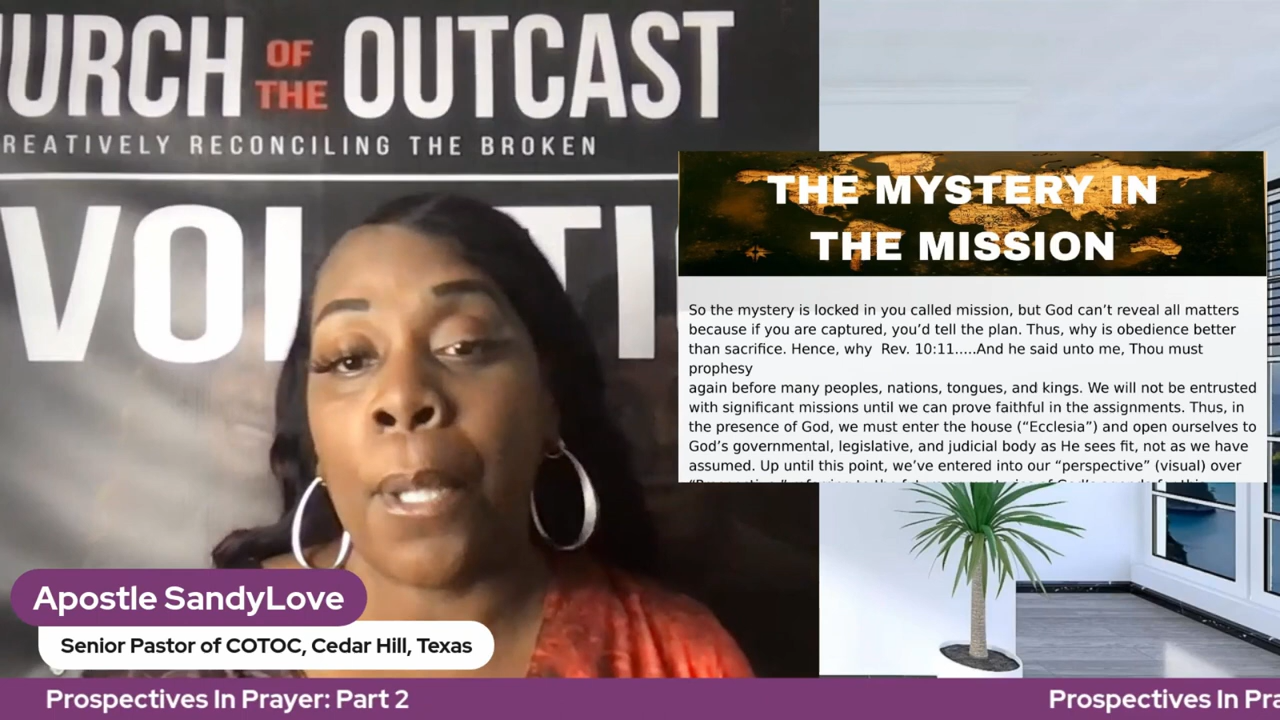 URCH OF THE OUTCAST
REATIVELY RECONCILING THE BROKEN
VOL TI
THE MYSTERY IN
THE MISSION
So the mystery is locked in you called mission, but God can’t reveal all matters
because if you are captured, you’d tell the plan. Thus, why is obedience better
than sacrifice. Hence, why Rev. 10:11.....And he said unto me, Thou must
prophesy
again before many peoples, nations, tongues, and kings. We will not be entrusted
with significant missions until we can prove faithful in the assignments. Thus, in
the presence of God, we must enter the house (“Ecclesia”) and open ourselves to
God’s governmental, legislative, and judicial body as He sees fit, not as we have
assumed. Up until this point, we’ve entered into our “perspective” (visual) over
Apostle SandyLove
Senior Pastor of COTOC, Cedar Hill, Texas
Prospectives In Prayer: Part 2
Prospectives In Pra